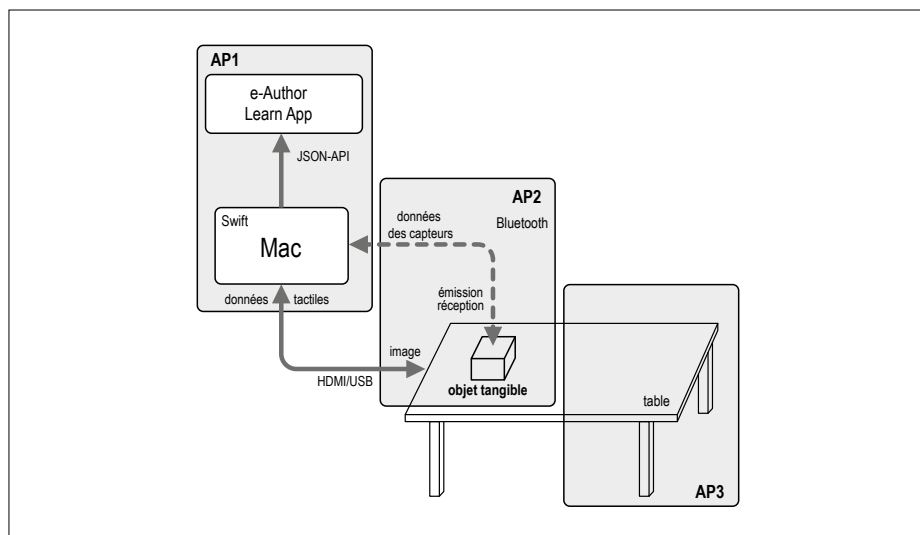 AP1
e-Author
Learn App
JSON-API
Swift
Mac
données tactiles
AP2
Bluetooth
données
des capteurs
émission
réception
image
HDMI/USB
objet tangible
table
AP3